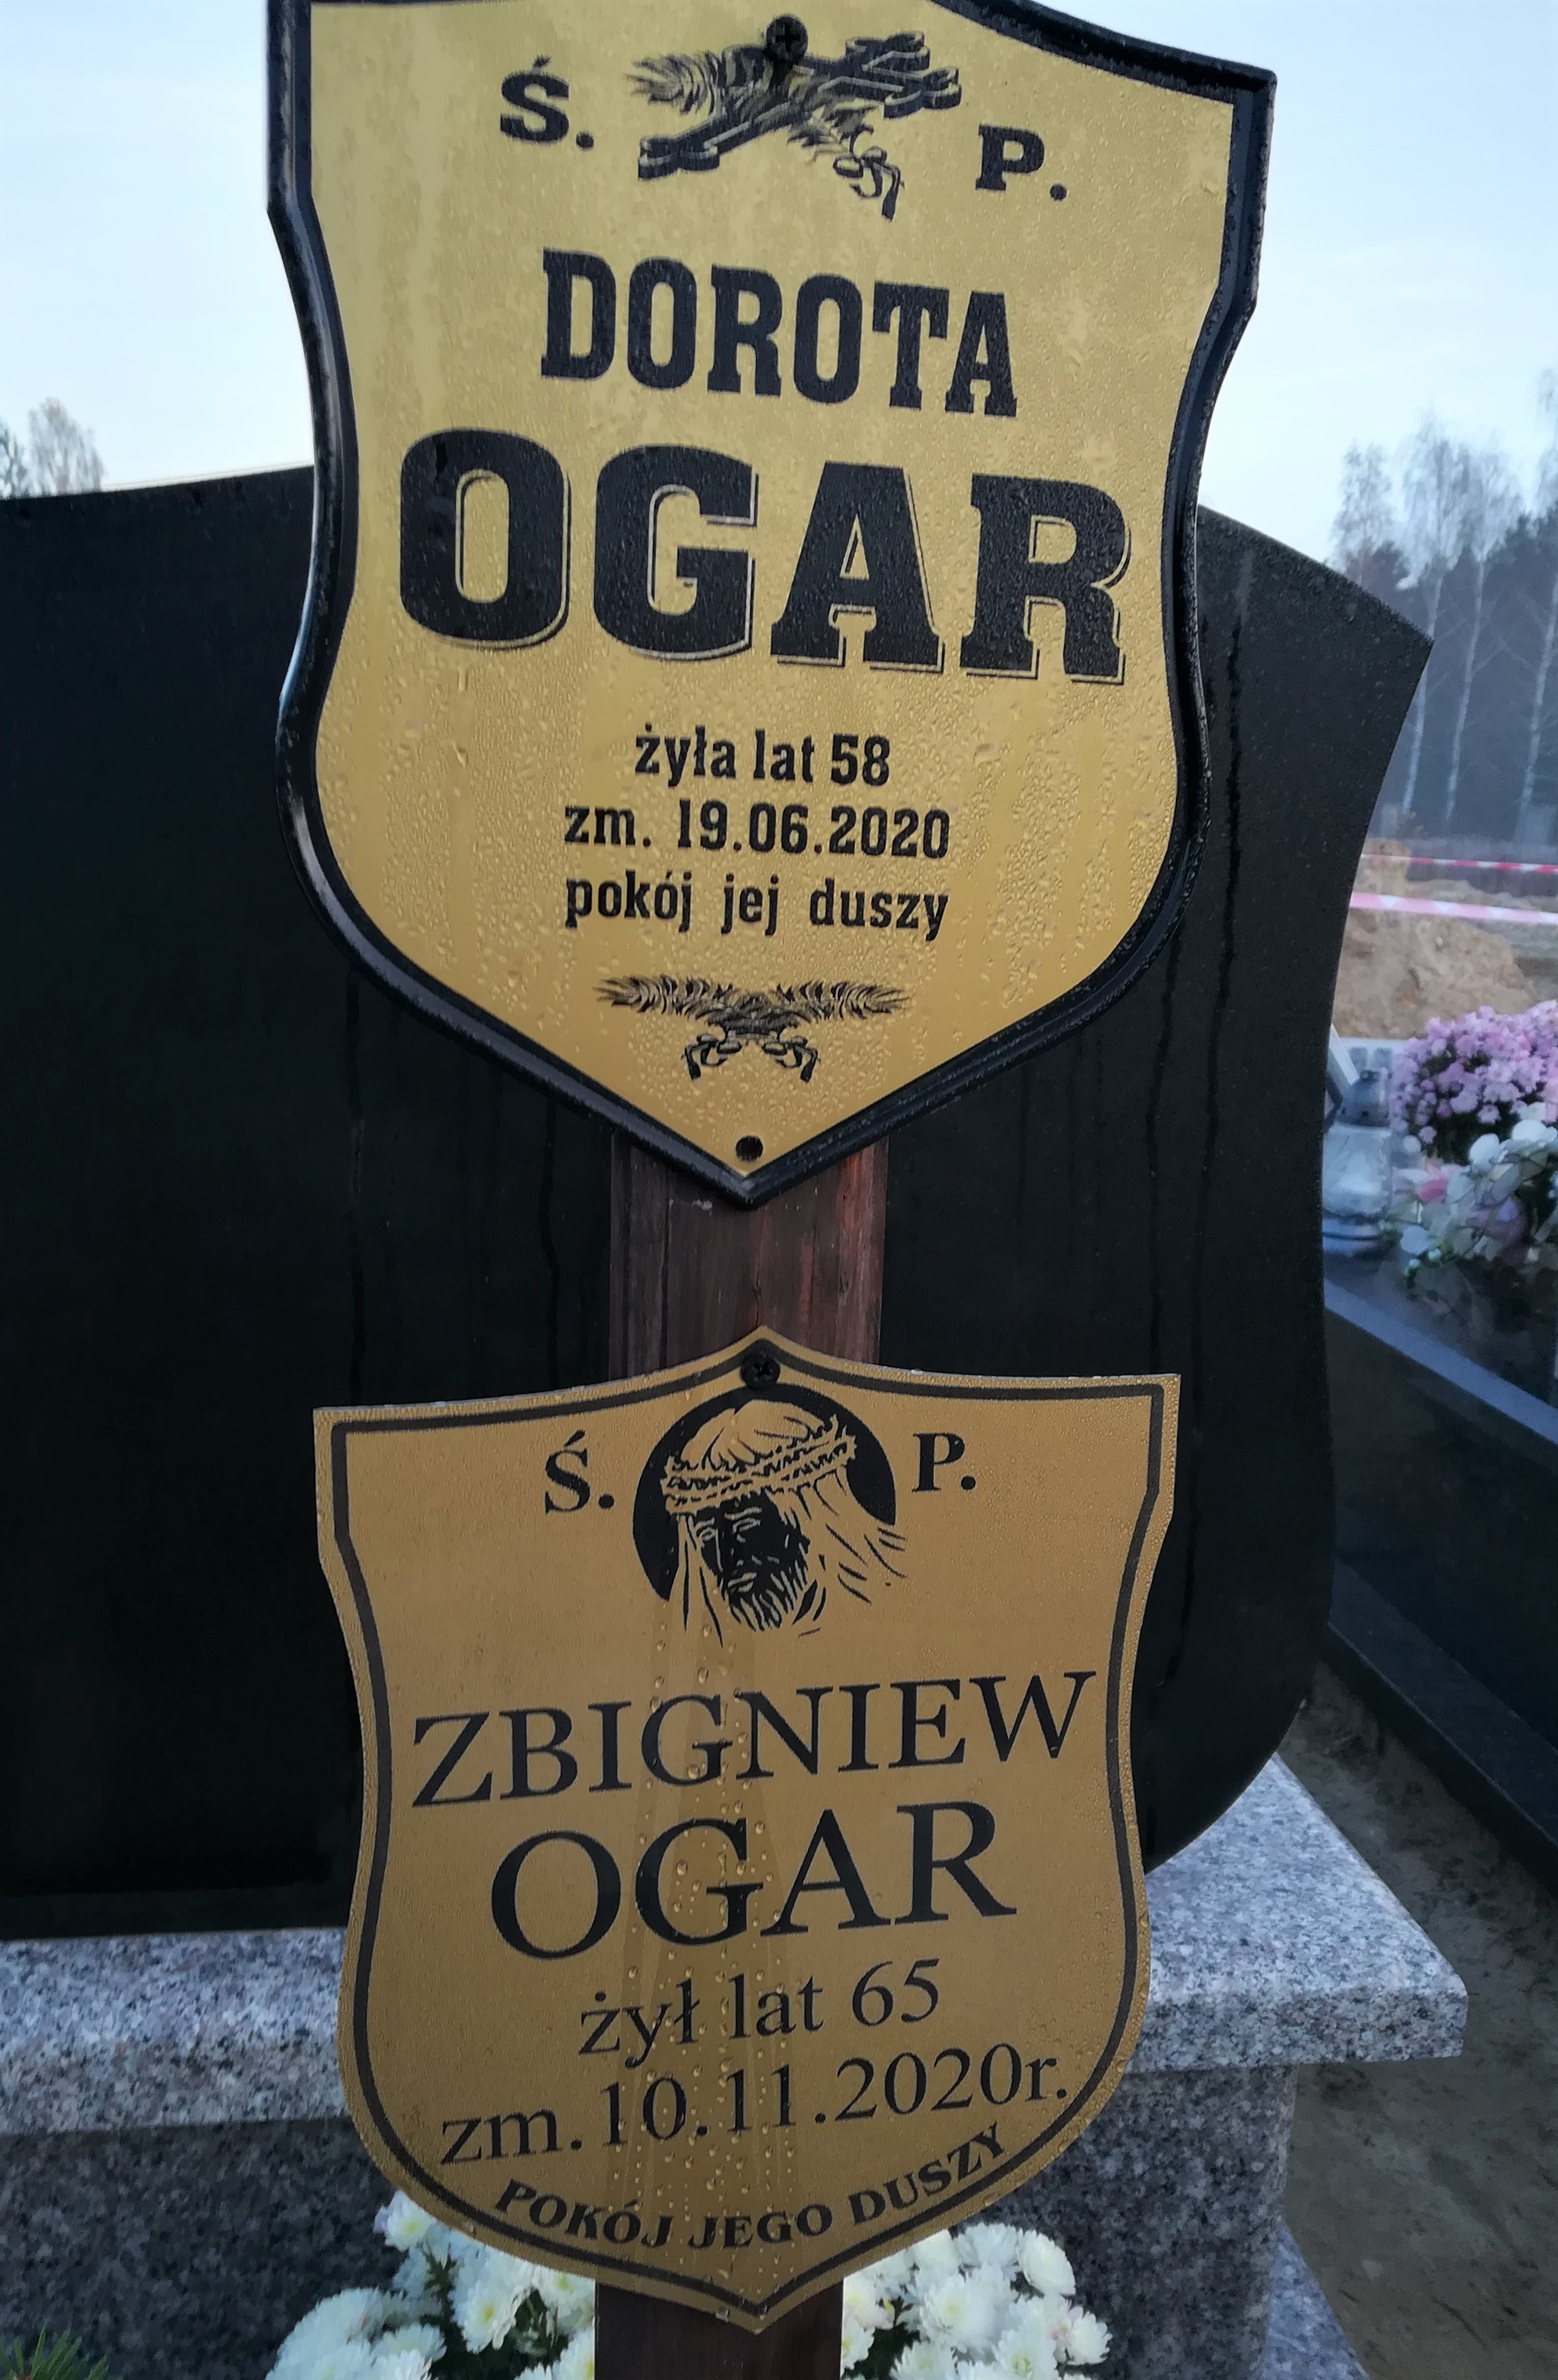 Ś. P.
DOROTA
OGAR
żyła lat 58
zm. 19.06.2020
pokój jej duszy
Ś. P.
ZBIGNIEW
OGAR
żył lat 65
zm. 10.11.2020r.
POKÓJ JEGO DUSZY